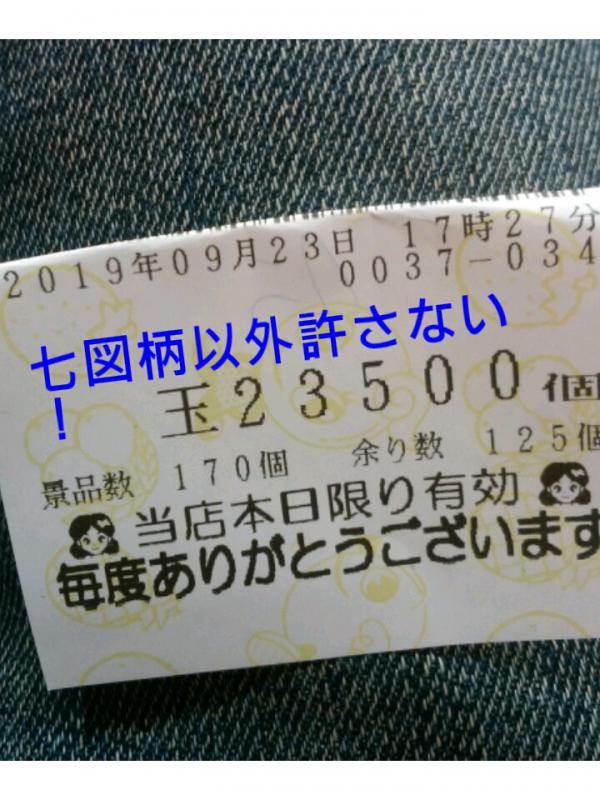 2019年09月23日 17時27分
0037-034
七図柄以外許さない
！
玉23500個
景品数 170個 余り数 125個
当店本日限り有効
毎度ありがとうございます